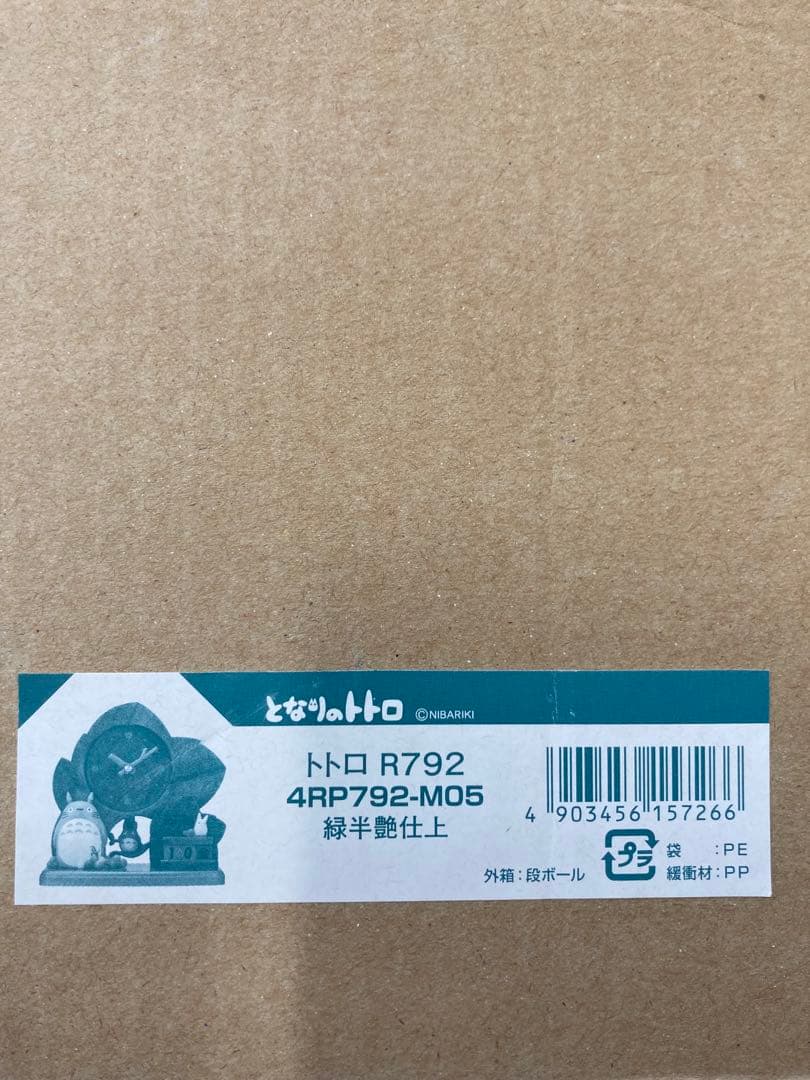 となりのトトロ ©NIBARIKI
トトロ R792
4RP792-M05
緑半艶仕上
4 903456 157266
外箱:段ボール
プラ
袋 :PE
緩衝材:PP